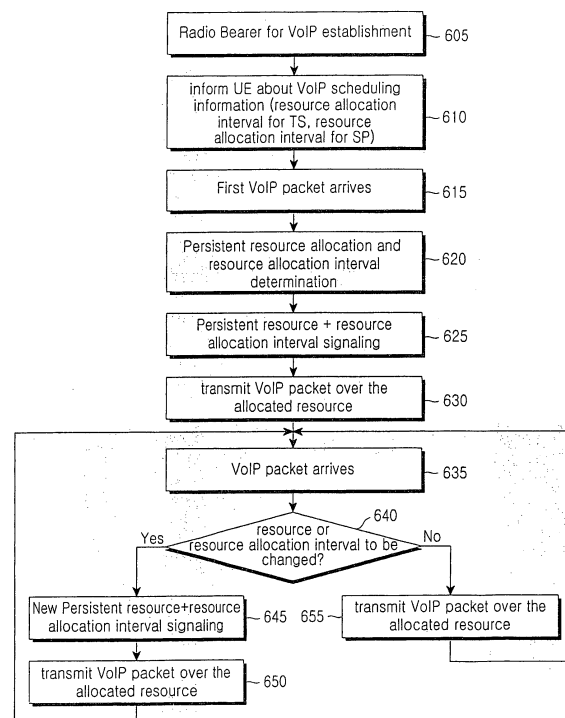 Radio Bearer for VoIP establishment
605
inform UE about VoIP scheduling
information (resource allocation
interval for TS, resource
allocation interval for SP)
610
First VoIP packet arrives
615
Persistent resource allocation and
resource allocation interval
determination
620
Persistent resource + resource
allocation interval signaling
625
transmit VoIP packet over the
allocated resource
630
VoIP packet arrives
635
640
Yes
resource or
resource allocation interval to be
changed?
No
New Persistent resource+resource
allocation interval signaling
645
655
transmit VoIP packet over the
allocated resource
transmit VoIP packet over the
allocated resource
650